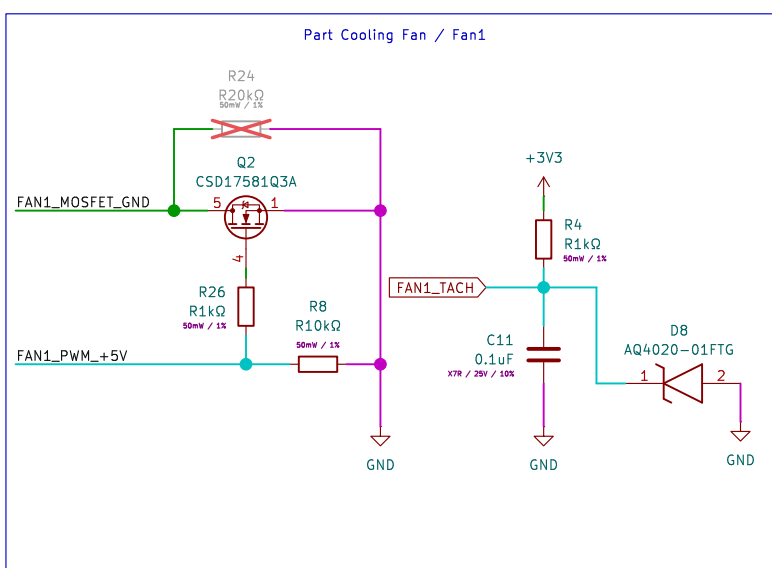 Part Cooling Fan / Fan1
R24
R20kΩ
50mW / 1%
Q2
CSD17581Q3A
FAN1_MOSFET_GND
5
1
4
R26
R1kΩ
50mW / 1%
R8
R10kΩ
50mW / 1%
FAN1_PWM_+5V
GND
+3V3
R4
R1kΩ
50mW / 1%
FAN1_TACH
C11
0.1uF
X7R / 25V / 10%
GND
D8
AQ4020-01FTG
1
2
GND